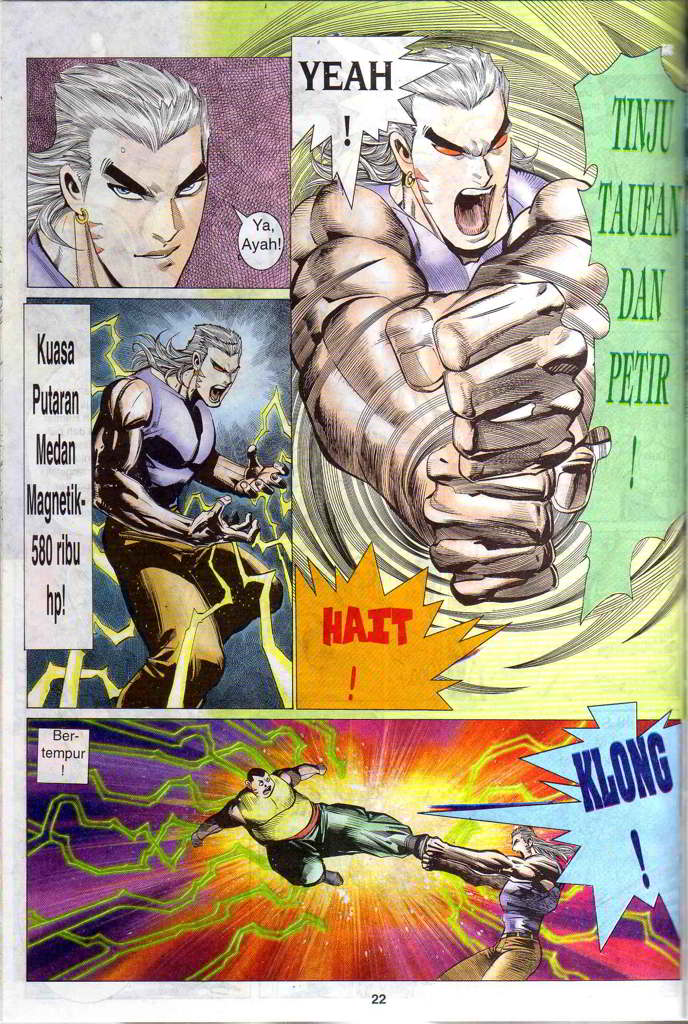 Ya,
Ayah!
YEAH
!
TINJU
TAUFAN
DAN
PETIR
!
Kuasa
Putaran
Medan
Magnetik-
580 ribu
hp!
HAIT
!
Ber-
tempur
!
KLONG
!
22